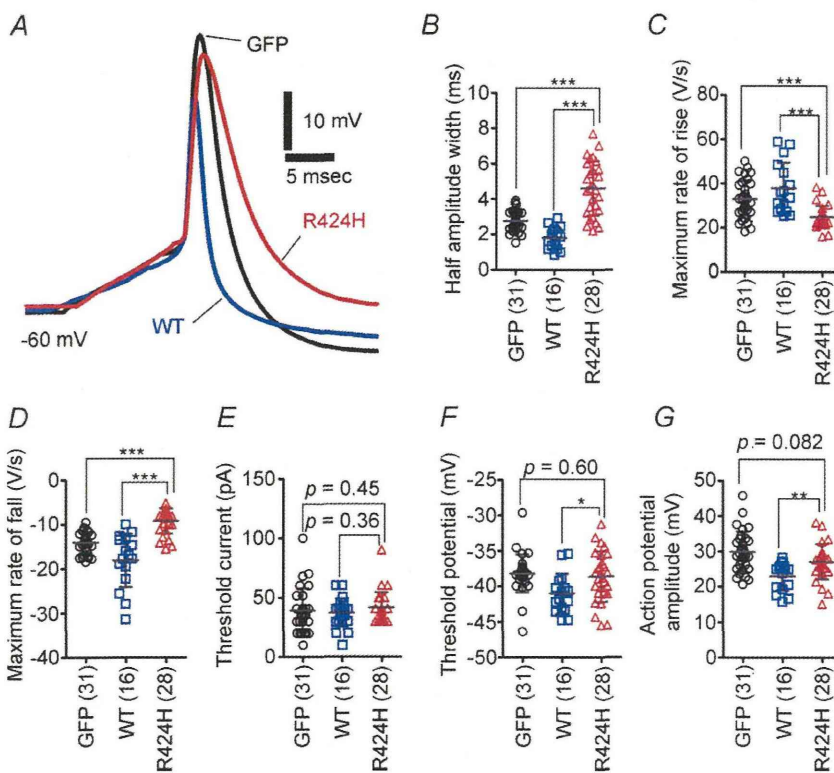 A
GFP
10 mV
5 msec
R424H
WT
-60 mV
B
Half amplitude width (ms)
10
8
6
4
2
0
***
***
GFP (31)
WT (16)
R424H (28)
C
Maximum rate of rise (V/s)
80
60
40
20
0
***
***
GFP (31)
WT (16)
R424H (28)
D
Maximum rate of fall (V/s)
0
-10
-20
-30
-40
***
***
GFP (31)
WT (16)
R424H (28)
E
Threshold current (pA)
150
100
50
0
p = 0.45
p = 0.36
GFP (31)
WT (16)
R424H (28)
F
Threshold potential (mV)
-25
-30
-35
-40
-45
-50
p = 0.60
*
GFP (31)
WT (16)
R424H (28)
G
p = 0.082
Action potential
amplitude (mV)
50
40
30
20
10
0
**
GFP (31)
WT (16)
R424H (28)